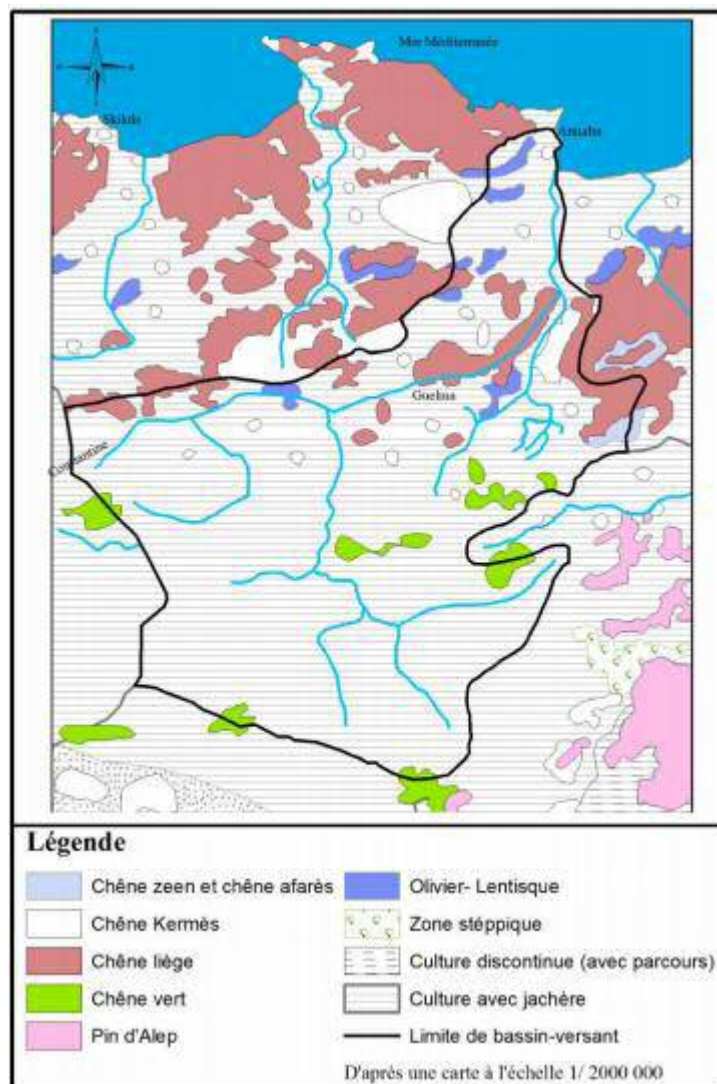 Mer Méditerranée
Skikda
Annaba
Guelma
Constantine
Légende
Chêne zeen et chêne afarès
Chêne Kermès
Chêne liège
Chêne vert
Pin d'Alep
Olivier- Lentisque
Zone stéppique
Culture discontinue (avec parcours)
Culture avec jachère
Limite de bassin-versant
D'après une carte à l'échelle 1/ 2000 000